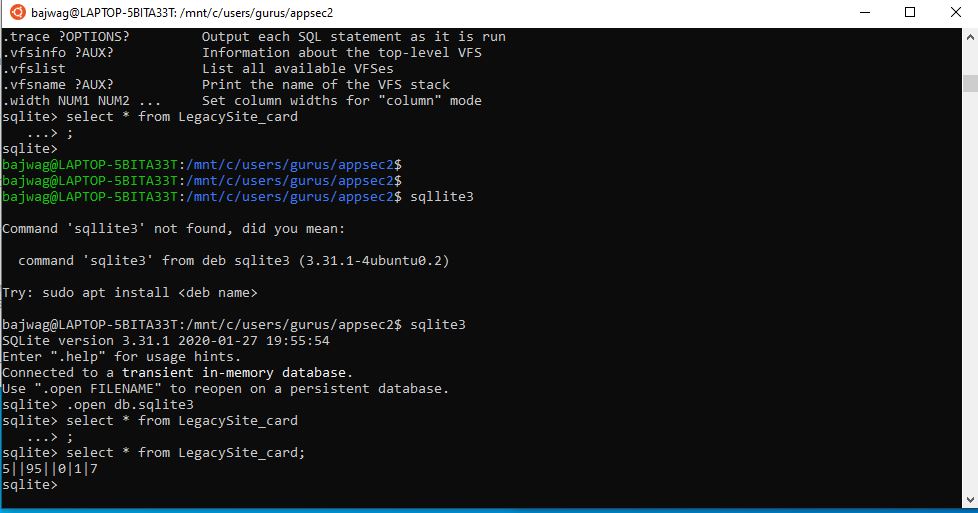 bajwag@LAPTOP-5BITA33T: /mnt/c/users/gurus/appsec2
.trace ?OPTIONS?         Output each SQL statement as it is run
.vfsinfo ?AUX?           Information about the top-level VFS
.vfslist                 List all available VFSes
.vfsname ?AUX?           Print the name of the VFS stack
.width NUM1 NUM2 ...     Set column widths for "column" mode
sqlite> select * from LegacySite_card
   ...> ;
sqlite>
bajwag@LAPTOP-5BITA33T:/mnt/c/users/gurus/appsec2$
bajwag@LAPTOP-5BITA33T:/mnt/c/users/gurus/appsec2$
bajwag@LAPTOP-5BITA33T:/mnt/c/users/gurus/appsec2$ sqllite3
Command 'sqllite3' not found, did you mean:
  command 'sqlite3' from deb sqlite3 (3.31.1-4ubuntu0.2)
Try: sudo apt install <deb name>
bajwag@LAPTOP-5BITA33T:/mnt/c/users/gurus/appsec2$ sqlite3
SQLite version 3.31.1 2020-01-27 19:55:54
Enter ".help" for usage hints.
Connected to a transient in-memory database.
Use ".open FILENAME" to reopen on a persistent database.
sqlite> .open db.sqlite3
sqlite> select * from LegacySite_card
   ...> ;
sqlite> select * from LegacySite_card;
5||95||0|1|7
sqlite>